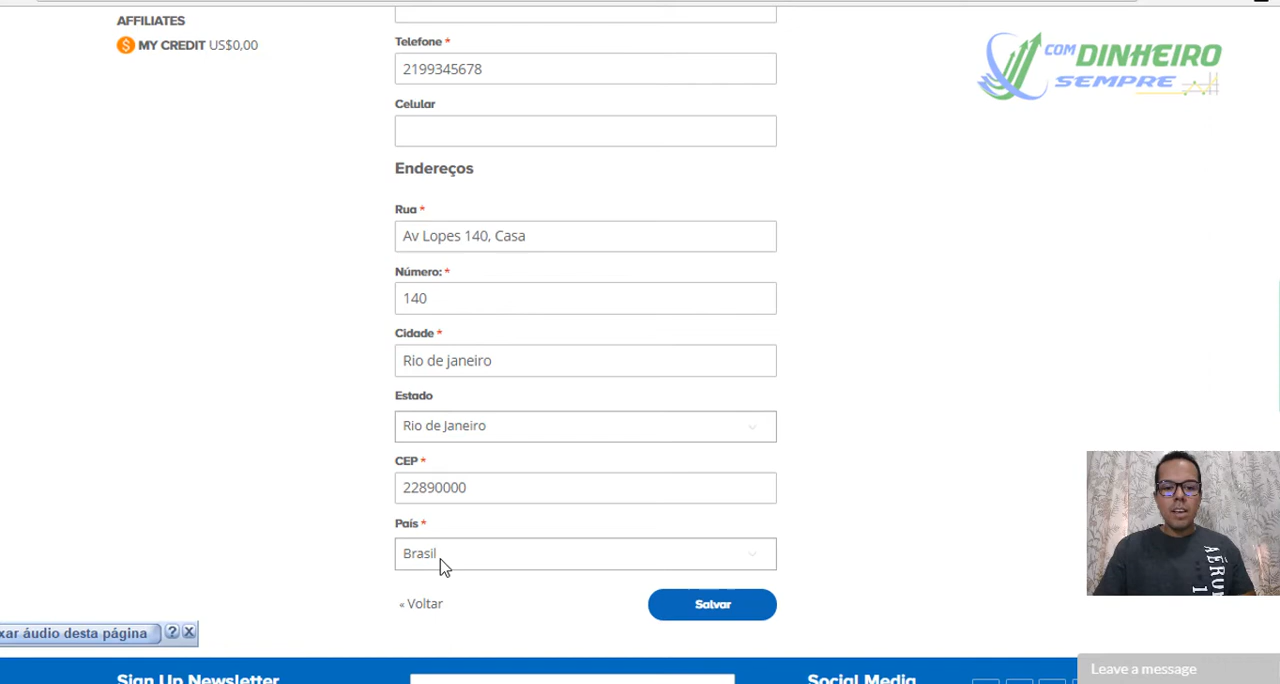 AFFILIATES
MY CREDIT US$0,00
Telefone *
2199345678
Celular
Endereços
Rua *
Av Lopes 140, Casa
Número: *
140
Cidade *
Rio de janeiro
Estado
Rio de Janeiro
CEP *
22890000
País *
Brasil
« Voltar
Salvar
COM DINHEIRO
SEMPRE
AÉRO
1
xar áudio desta página
? X
Leave a message
Sign Up Newsletter
Social Media